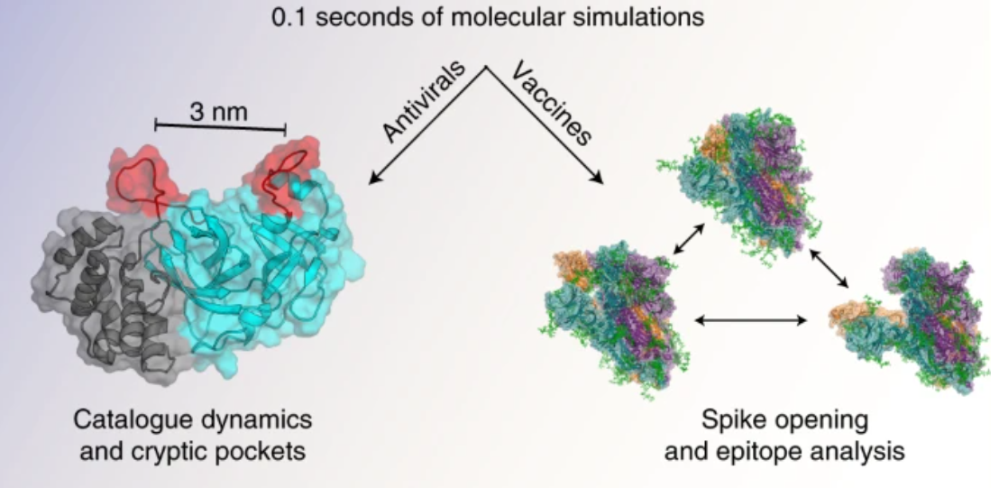 0.1 seconds of molecular simulations
Antivirals
Vaccines
3 nm
Catalogue dynamics
and cryptic pockets
Spike opening
and epitope analysis